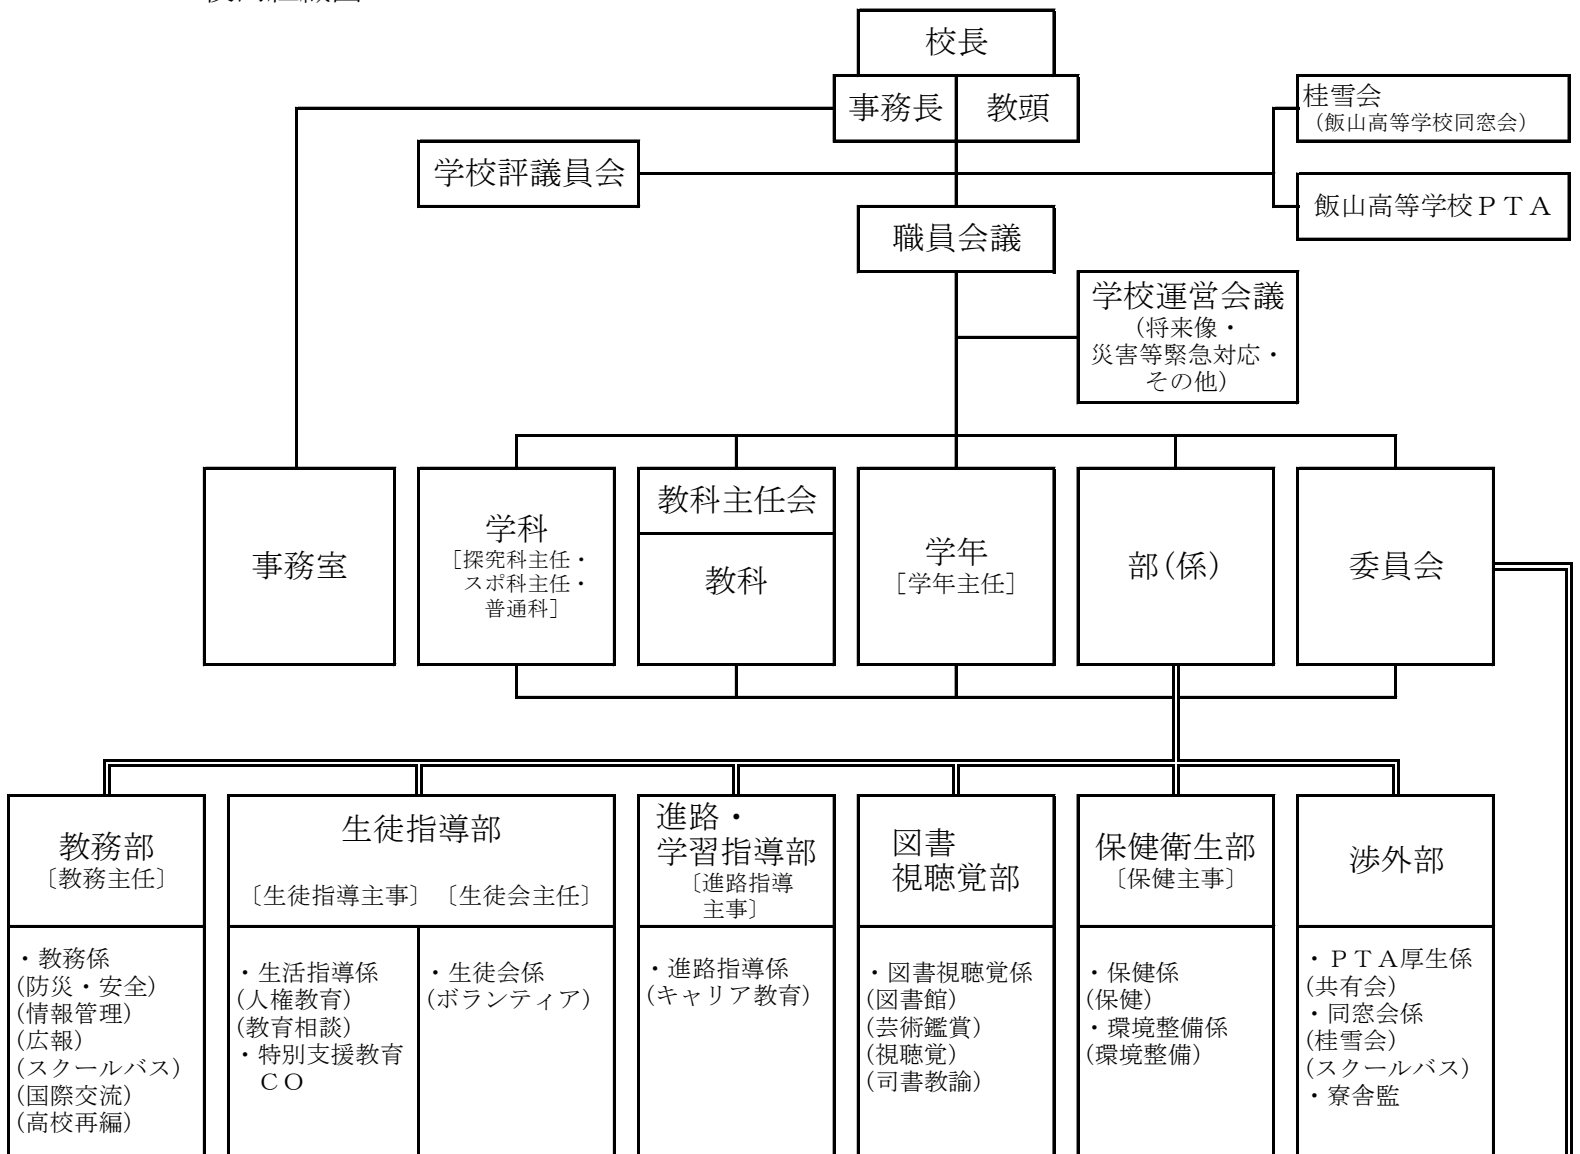 校長
事務長
教頭
桂雪会
（飯山高等学校同窓会）
学校評議員会
飯山高等学校ＰＴＡ
職員会議
学校運営会議
（将来像・
災害等緊急対応・
その他）
事務室
学科
［探究科主任・
スポ科主任・
普通科］
教科主任会
教科
学年
［学年主任］
部（係）
委員会
教務部
〔教務主任〕
生徒指導部
〔生徒指導主事〕
〔生徒会主任〕
進路・
学習指導部
〔進路指導
主事〕
図書
視聴覚部
保健衛生部
〔保健主事〕
渉外部
・教務係
(防災・安全)
(情報管理)
(広報)
(スクールバス)
(国際交流)
(高校再編)
・生活指導係
(人権教育)
(教育相談)
・特別支援教育
ＣＯ
・生徒会係
(ボランティア)
・進路指導係
(キャリア教育)
・図書視聴覚係
(図書館)
(芸術鑑賞)
(視聴覚)
(司書教諭)
・保健係
(保健)
・環境整備係
(環境整備)
・ＰＴＡ厚生係
(共有会)
・同窓会係
(桂雪会)
(スクールバス)
・寮舎監